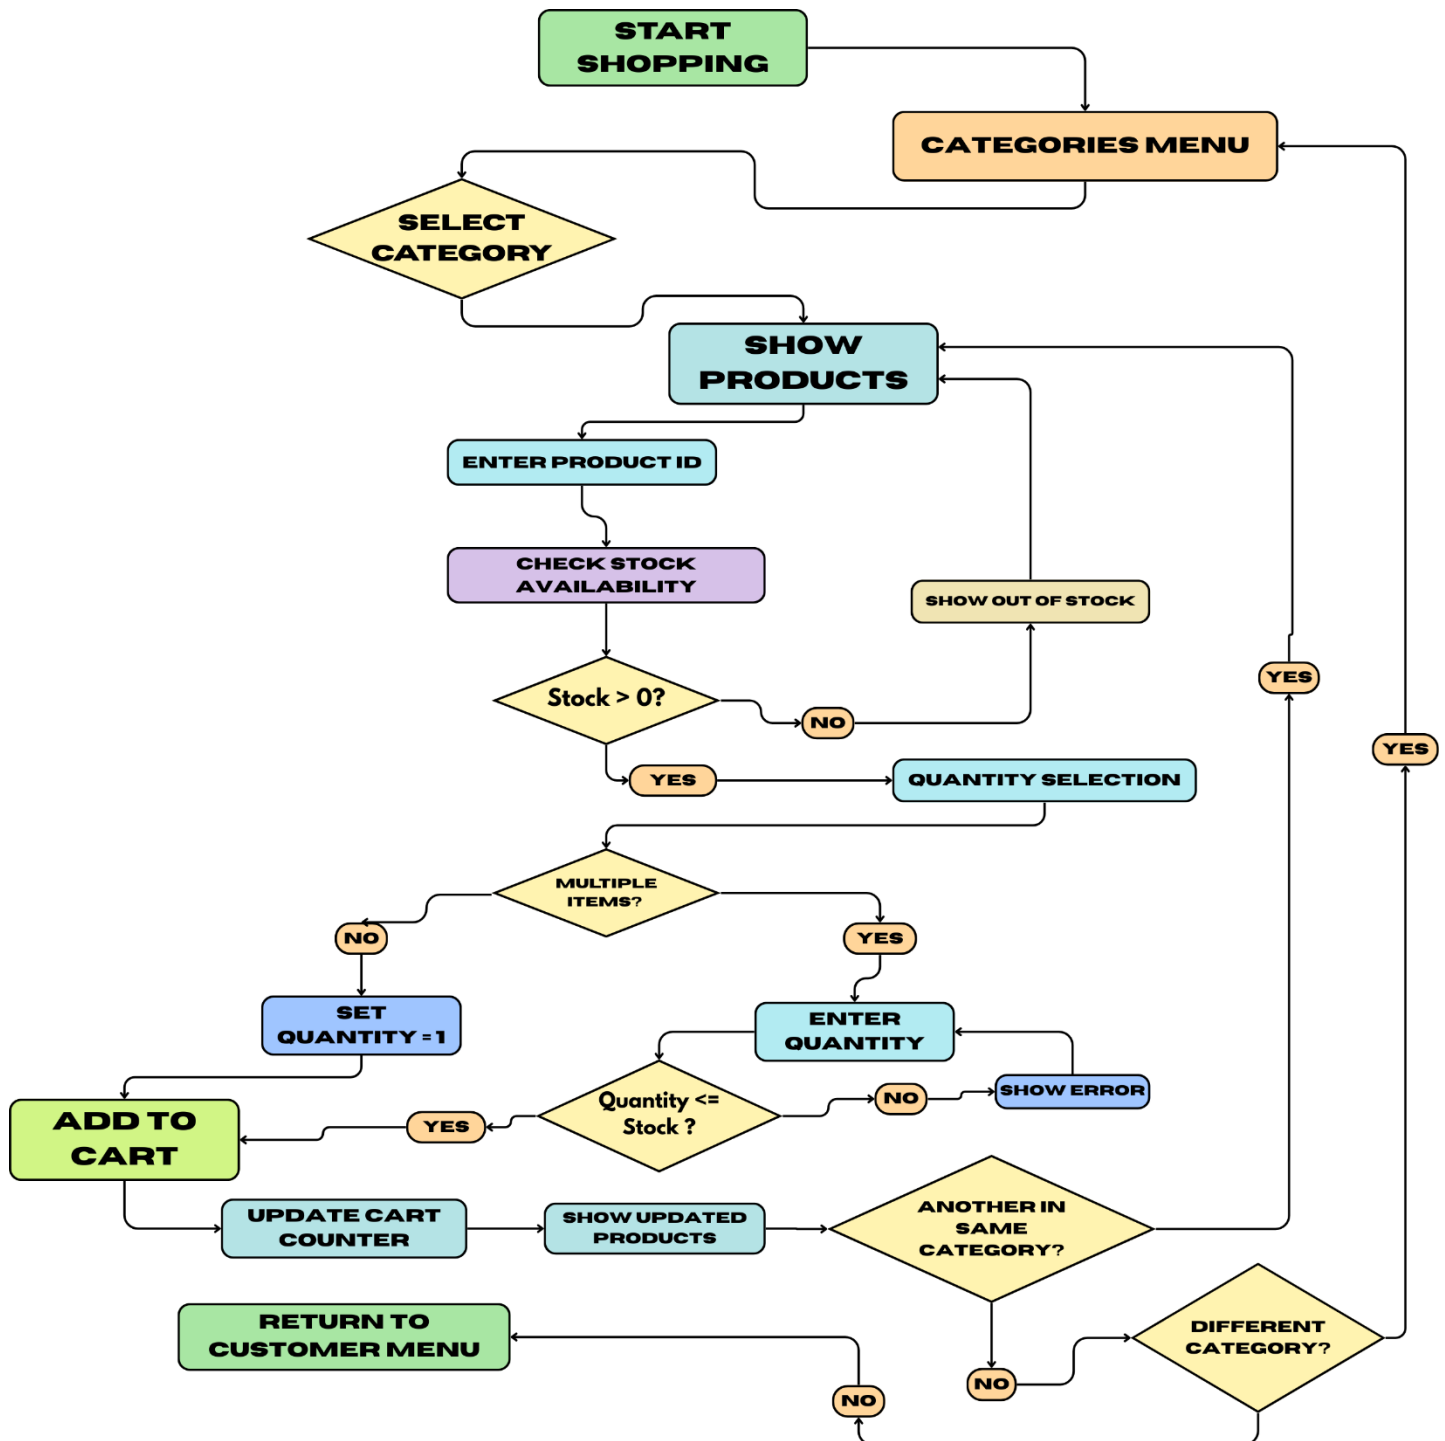 START
SHOPPING
CATEGORIES MENU
SELECT
CATEGORY
SHOW
PRODUCTS
ENTER PRODUCT ID
CHECK STOCK
AVAILABILITY
SHOW OUT OF STOCK
Stock > 0?
NO
YES
YES
YES
QUANTITY SELECTION
MULTIPLE
ITEMS?
NO
YES
SET
QUANTITY = 1
ENTER
QUANTITY
SHOW ERROR
NO
Quantity <=
Stock ?
YES
ADD TO
CART
UPDATE CART
COUNTER
SHOW UPDATED
PRODUCTS
ANOTHER IN
SAME
CATEGORY?
RETURN TO
CUSTOMER MENU
DIFFERENT
CATEGORY?
NO
NO